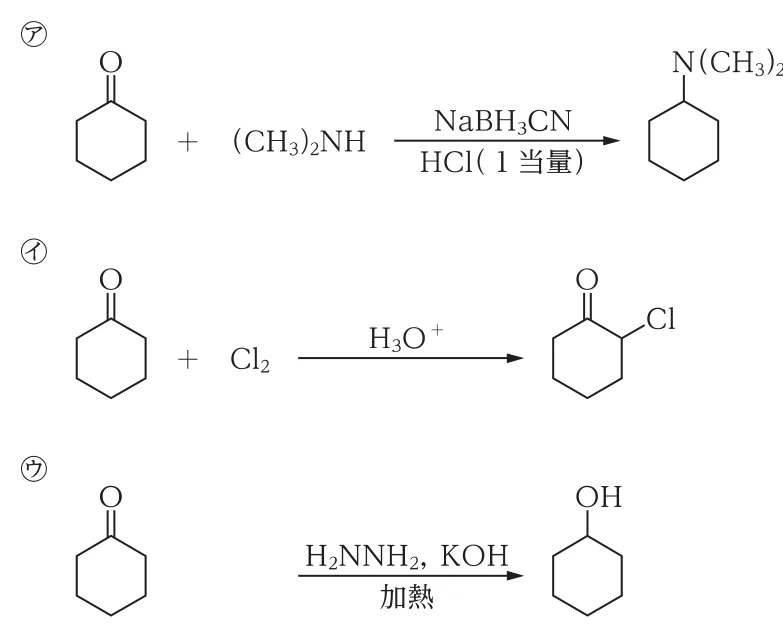 ㋐
O
+ (CH₃)₂NH
NaBH₃CN
HCl( 1 当量)
N(CH₃)₂
㋑
O
+ Cl₂
H₃O⁺
O
Cl
㋒
O
H₂NNH₂, KOH
加熱
OH